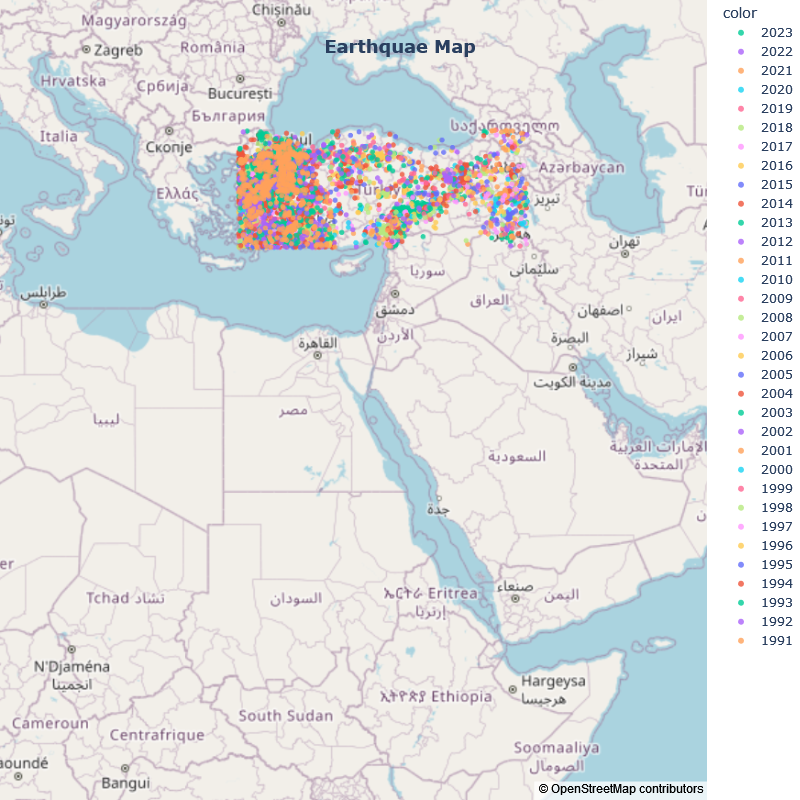 Chișinău
Magyarország
Zagreb
România
Earthquae Map
Hrvatska
Србија
București
България
Italia
Скопје
საქართველო
Azərbaycan
Türkiye
Ελλάς
تبریز
تهران
سلێمانی
سوريا
طرابلس
دمشق
العراق
اصفهان
ایران
الأردن
القاهرة
البصرة
شیراز
مدينة الكويت
مصر
ليبيا
السعودية
الإمارات العربية
المتحدة
جدة
صنعاء
اليمن
Tchad تشاد
السودان
ኤርትራ Eritrea
إرتريا
N'Djaména
انجمينا
Hargeysa
هرجيسا
ኢትዮጵያ Ethiopia
South Sudan
Cameroun
Centrafrique
Soomaaliya
الصومال
Bangui
© OpenStreetMap contributors
color
2023
2022
2021
2020
2019
2018
2017
2016
2015
2014
2013
2012
2011
2010
2009
2008
2007
2006
2005
2004
2003
2002
2001
2000
1999
1998
1997
1996
1995
1994
1993
1992
1991